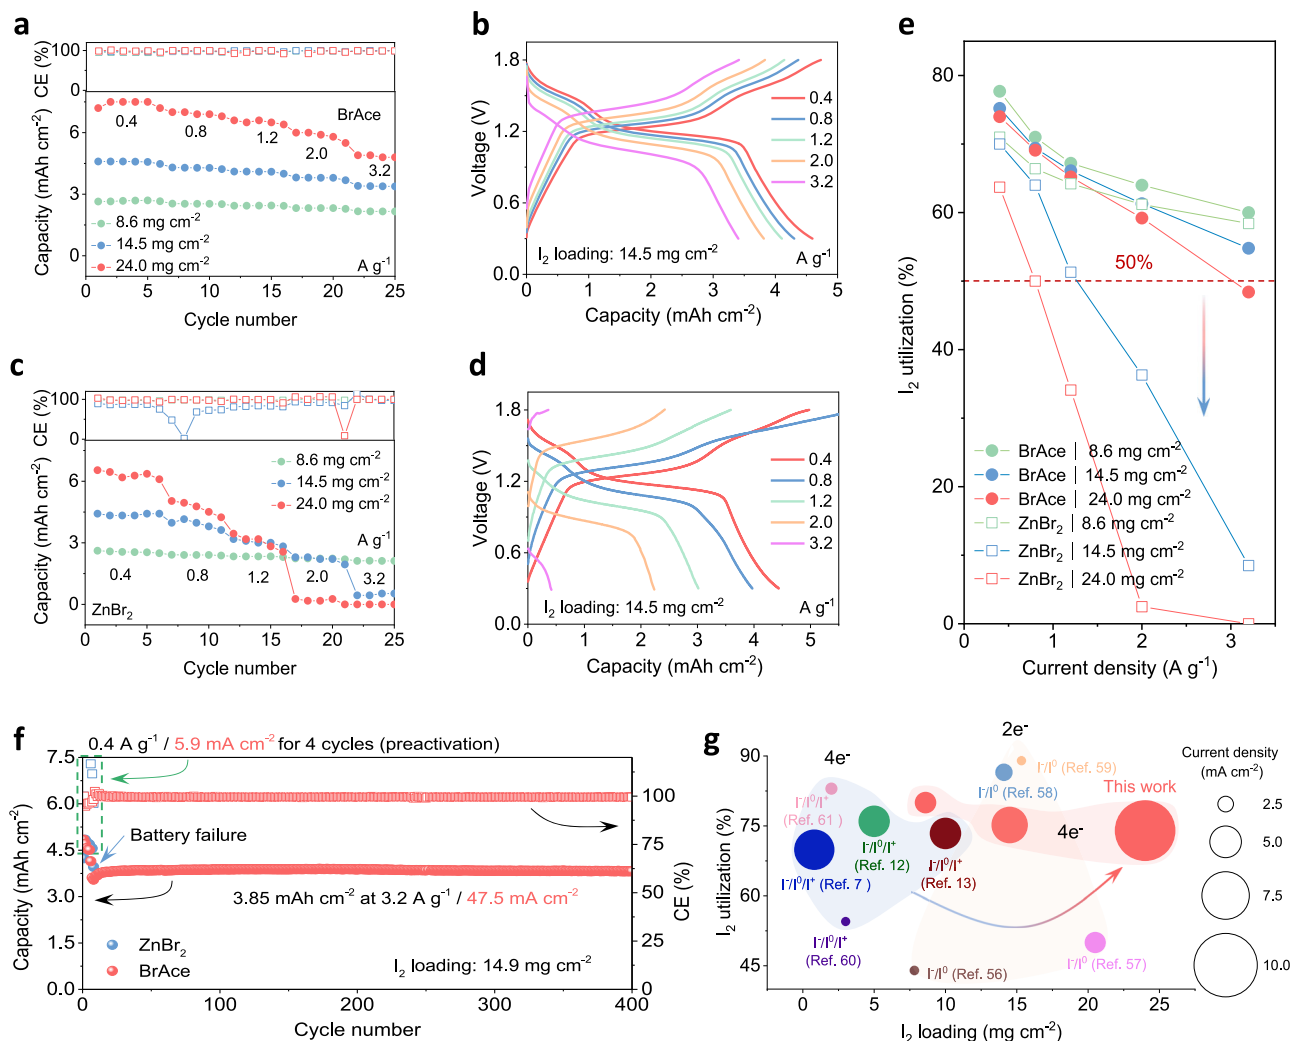 a
CE (%)
100
Capacity (mAh cm⁻²)
6
3
0
BrAce
0.4
0.8
1.2
2.0
3.2
8.6 mg cm⁻²
14.5 mg cm⁻²
24.0 mg cm⁻²
A g⁻¹
0 5 10 15 20 25
Cycle number
b
Voltage (V)
1.8
1.2
0.6
0.0
0.4
0.8
1.2
2.0
3.2
I₂ loading: 14.5 mg cm⁻²
A g⁻¹
0 1 2 3 4 5
Capacity (mAh cm⁻²)
c
CE (%)
100
0
Capacity (mAh cm⁻²)
6
3
0
8.6 mg cm⁻²
14.5 mg cm⁻²
24.0 mg cm⁻²
A g⁻¹
0.4
0.8
1.2
2.0
3.2
ZnBr₂
0 5 10 15 20 25
Cycle number
d
Voltage (V)
1.8
1.2
0.6
0.0
0.4
0.8
1.2
2.0
3.2
I₂ loading: 14.5 mg cm⁻²
A g⁻¹
0 1 2 3 4 5
Capacity (mAh cm⁻²)
e
I₂ utilization (%)
80
60
40
20
0
50%
BrAce | 8.6 mg cm⁻²
BrAce | 14.5 mg cm⁻²
BrAce | 24.0 mg cm⁻²
ZnBr₂ | 8.6 mg cm⁻²
ZnBr₂ | 14.5 mg cm⁻²
ZnBr₂ | 24.0 mg cm⁻²
0 1 2 3
Current density (A g⁻¹)
f
0.4 A g⁻¹ / 5.9 mA cm⁻² for 4 cycles (preactivation)
Capacity (mAh cm⁻²)
7.5
6.0
4.5
3.0
1.5
0.0
Battery failure
3.85 mAh cm⁻² at 3.2 A g⁻¹ / 47.5 mA cm⁻²
ZnBr₂
BrAce
I₂ loading: 14.9 mg cm⁻²
100
75
50
25
0
CE (%)
0 100 200 300 400
Cycle number
g
I₂ utilization (%)
90
75
60
45
4e⁻
2e⁻
I⁻/I⁰ (Ref. 59)
I⁻/I⁰ (Ref. 58)
This work
I⁻/I⁰/I⁺
(Ref. 61 )
4e⁻
I⁻/I⁰/I⁺
(Ref. 12)
I⁻/I⁰/I⁺
(Ref. 13)
I⁻/I⁰/I⁺ (Ref. 7 )
I⁻/I⁰/I⁺
(Ref. 60)
I⁻/I⁰ (Ref. 57)
I⁻/I⁰ (Ref. 56)
0 5 10 15 20 25
I₂ loading (mg cm⁻²)
Current density
(mA cm⁻²)
2.5
5.0
7.5
10.0